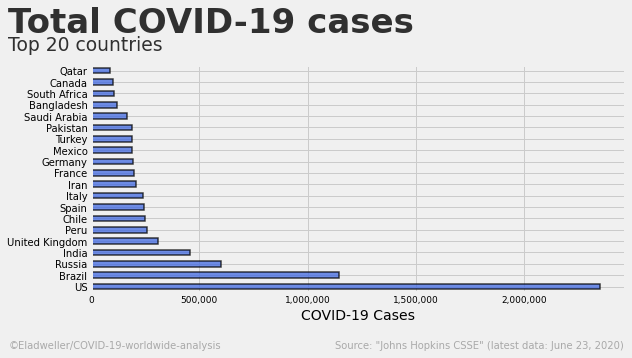 Total COVID-19 cases
Top 20 countries
Qatar
Canada
South Africa
Bangladesh
Saudi Arabia
Pakistan
Turkey
Mexico
Germany
France
Iran
Italy
Spain
Chile
Peru
United Kingdom
India
Russia
Brazil
US
0 500,000 1,000,000 1,500,000 2,000,000
COVID-19 Cases
©Eladweller/COVID-19-worldwide-analysis Source: "Johns Hopkins CSSE" (latest data: June 23, 2020)